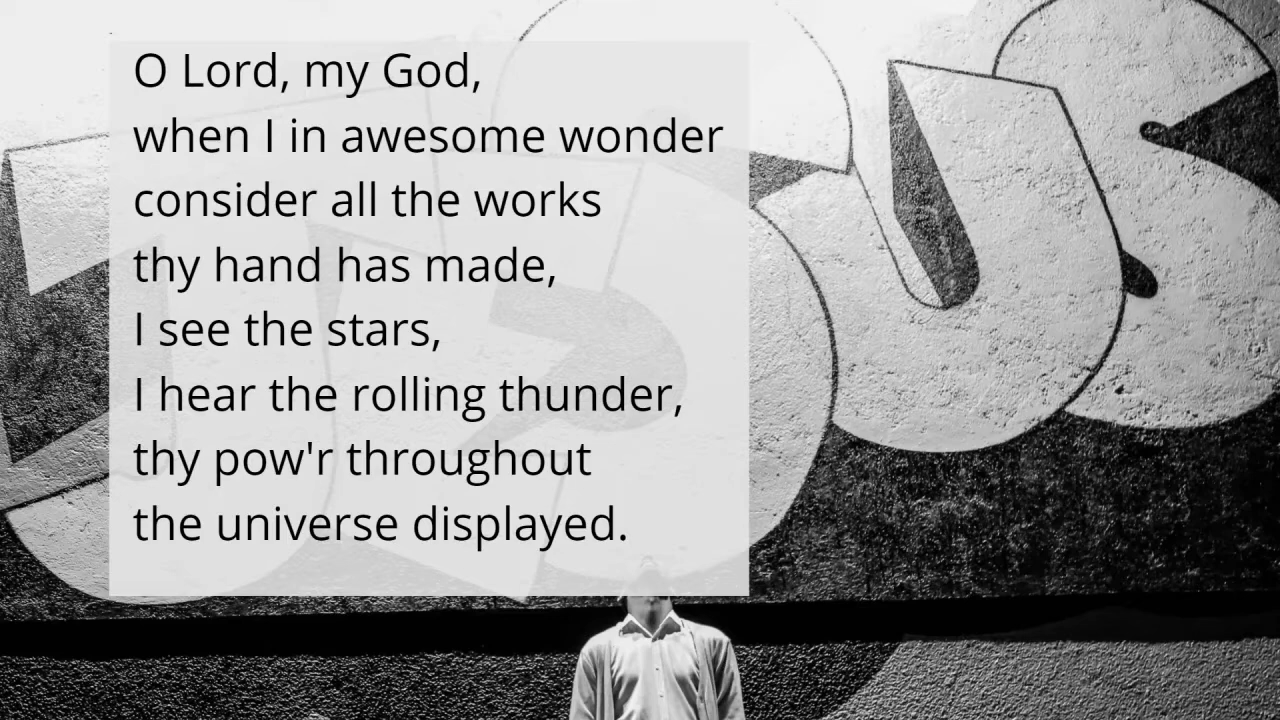 O Lord, my God,
when I in awesome wonder
consider all the works
thy hand has made,
I see the stars,
I hear the rolling thunder,
thy pow'r throughout
the universe displayed.